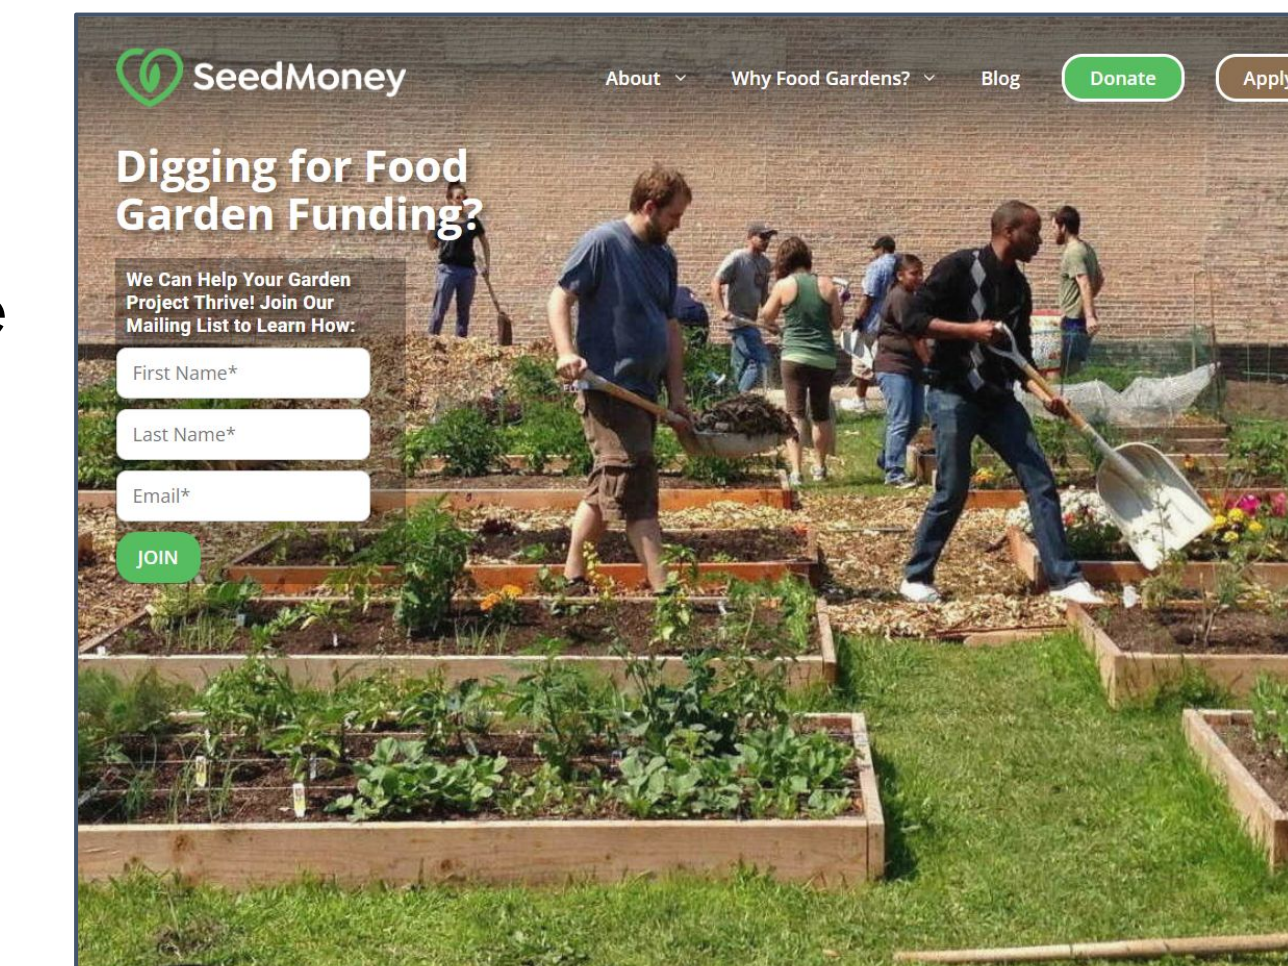 SeedMoney
About
Why Food Gardens?
Blog
Donate
Apply
Digging for Food
Garden Funding?
We Can Help Your Garden
Project Thrive! Join Our
Mailing List to Learn How:
First Name*
Last Name*
Email*
JOIN
e